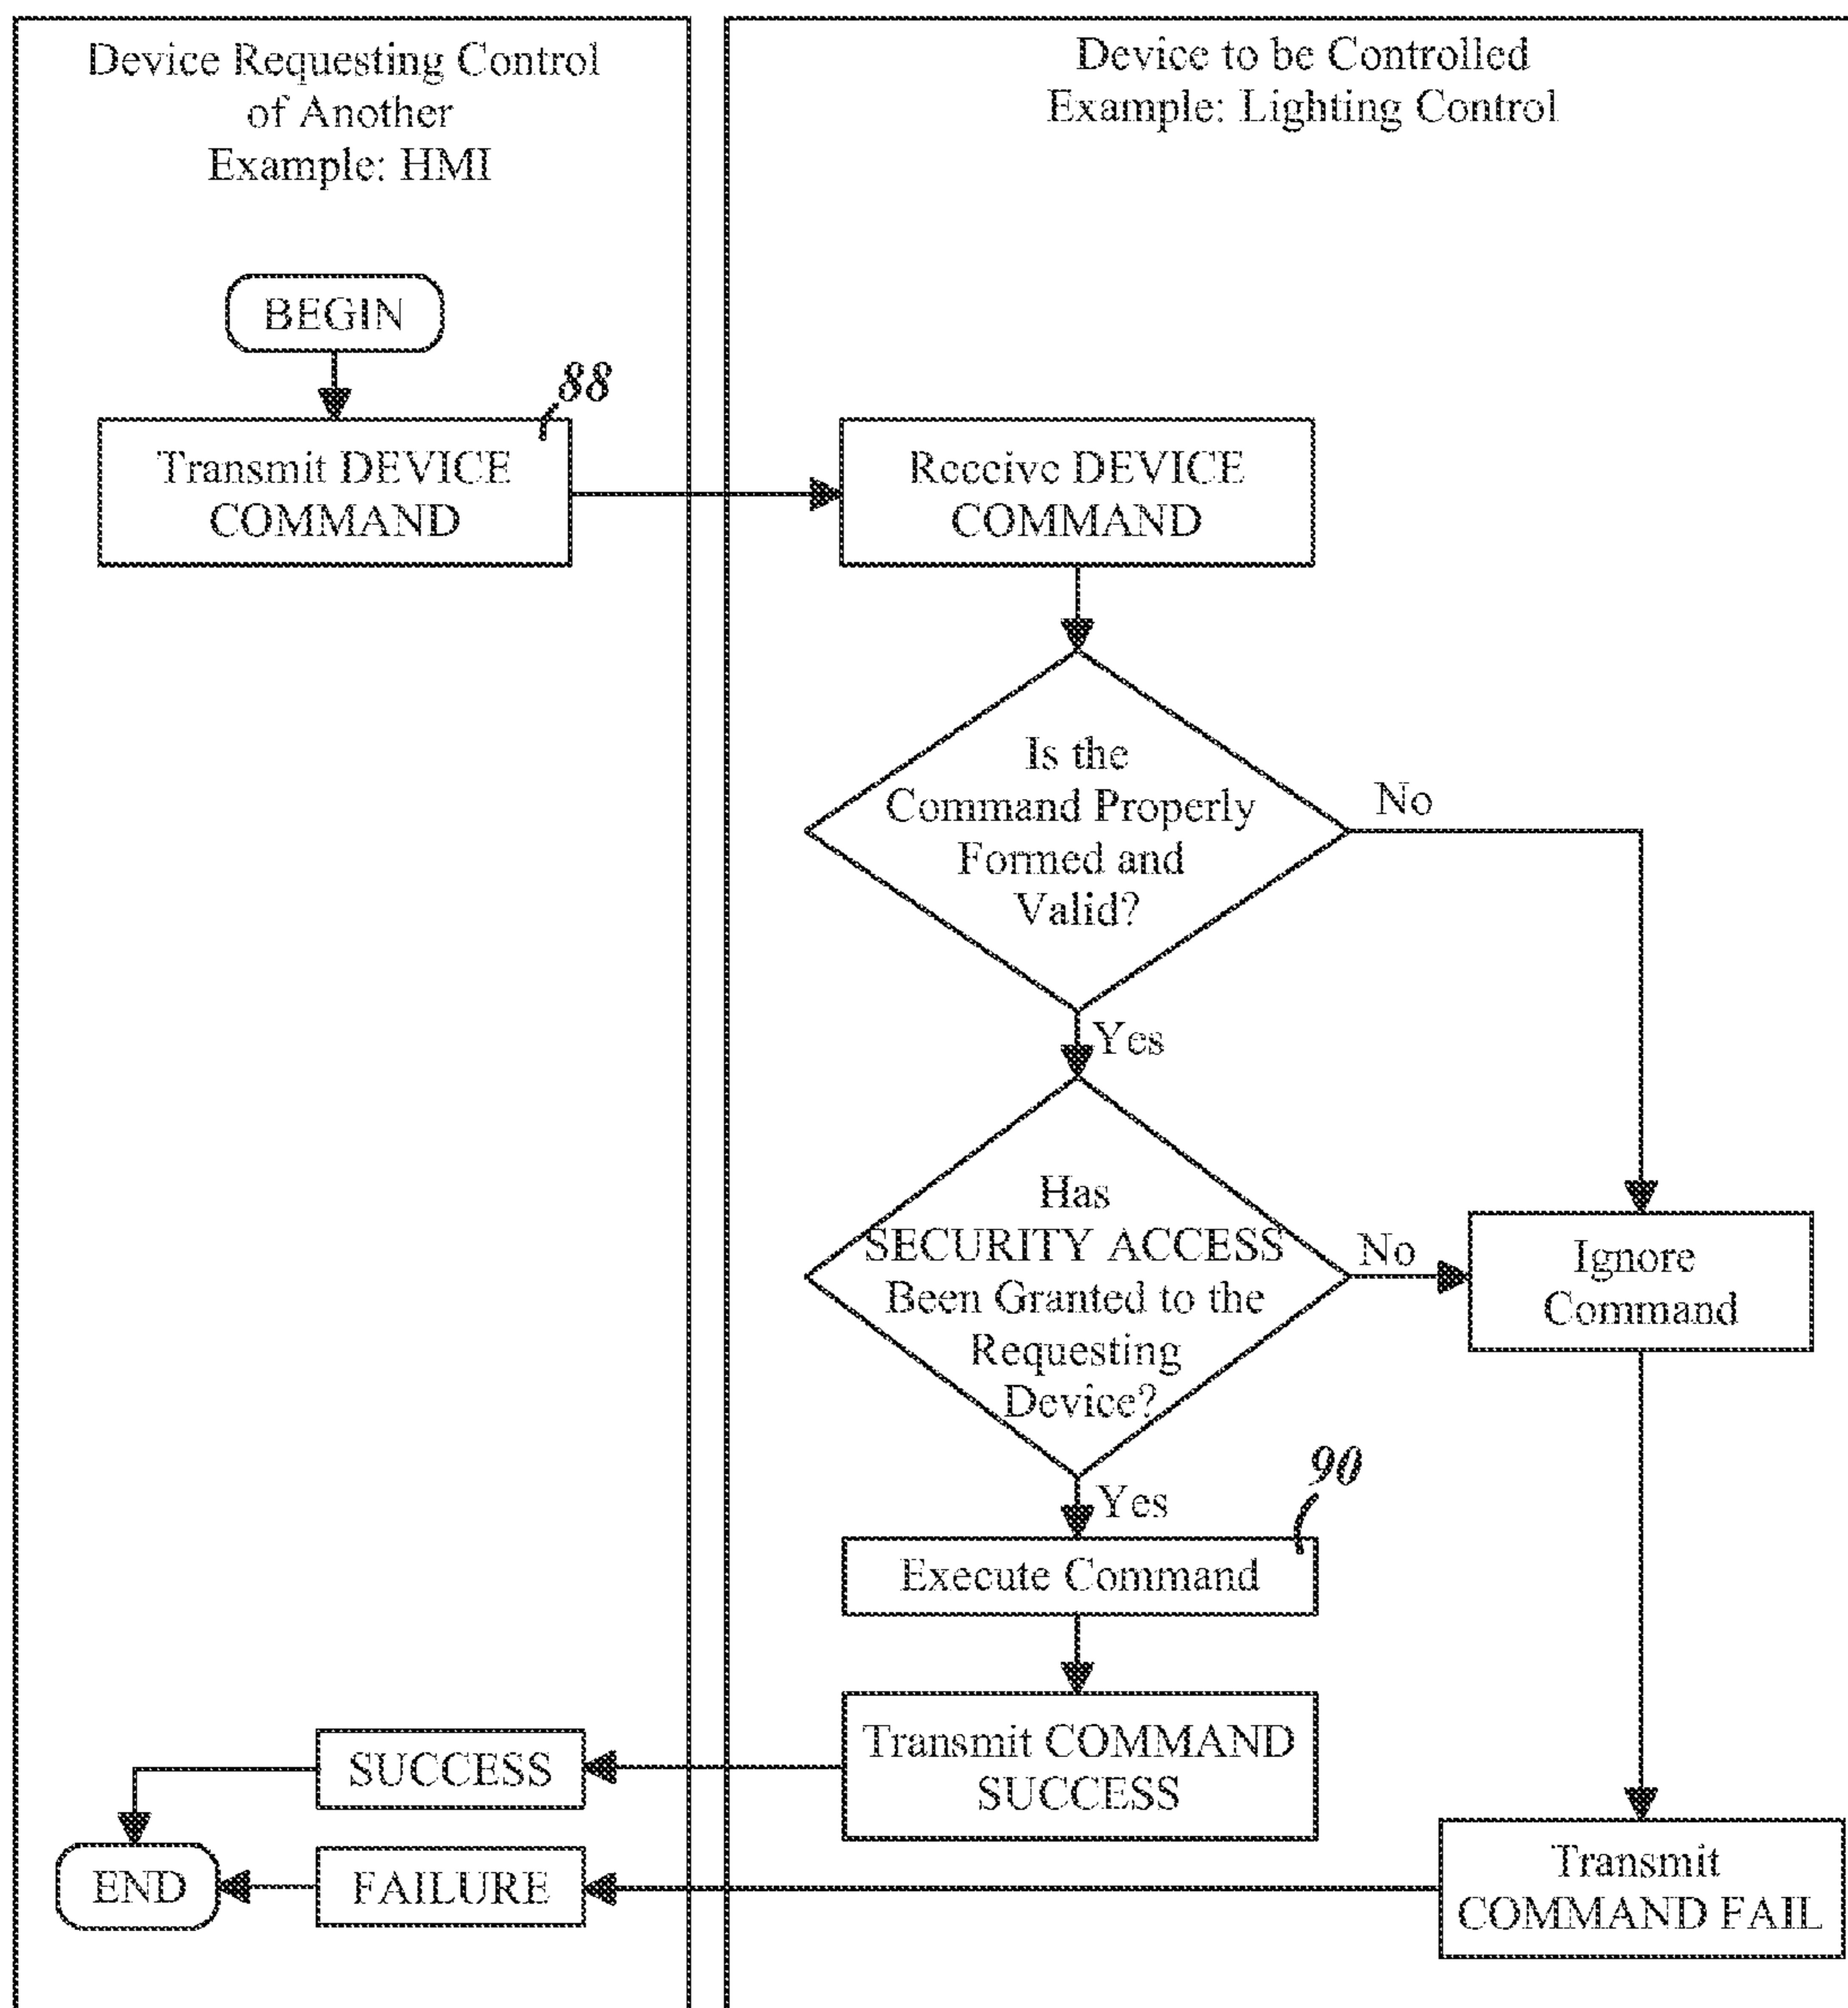 Device Requesting Control
of Another
Example: HMI
Device to be Controlled
Example: Lighting Control
BEGIN
88
Transmit DEVICE
COMMAND
Receive DEVICE
COMMAND
Is the
Command Properly
Formed and
Valid?
No
Yes
Has
SECURITY ACCESS
Been Granted to the
Requesting
Device?
No
Ignore
Command
Yes
90
Execute Command
Transmit COMMAND
SUCCESS
SUCCESS
END
FAILURE
Transmit
COMMAND FAIL